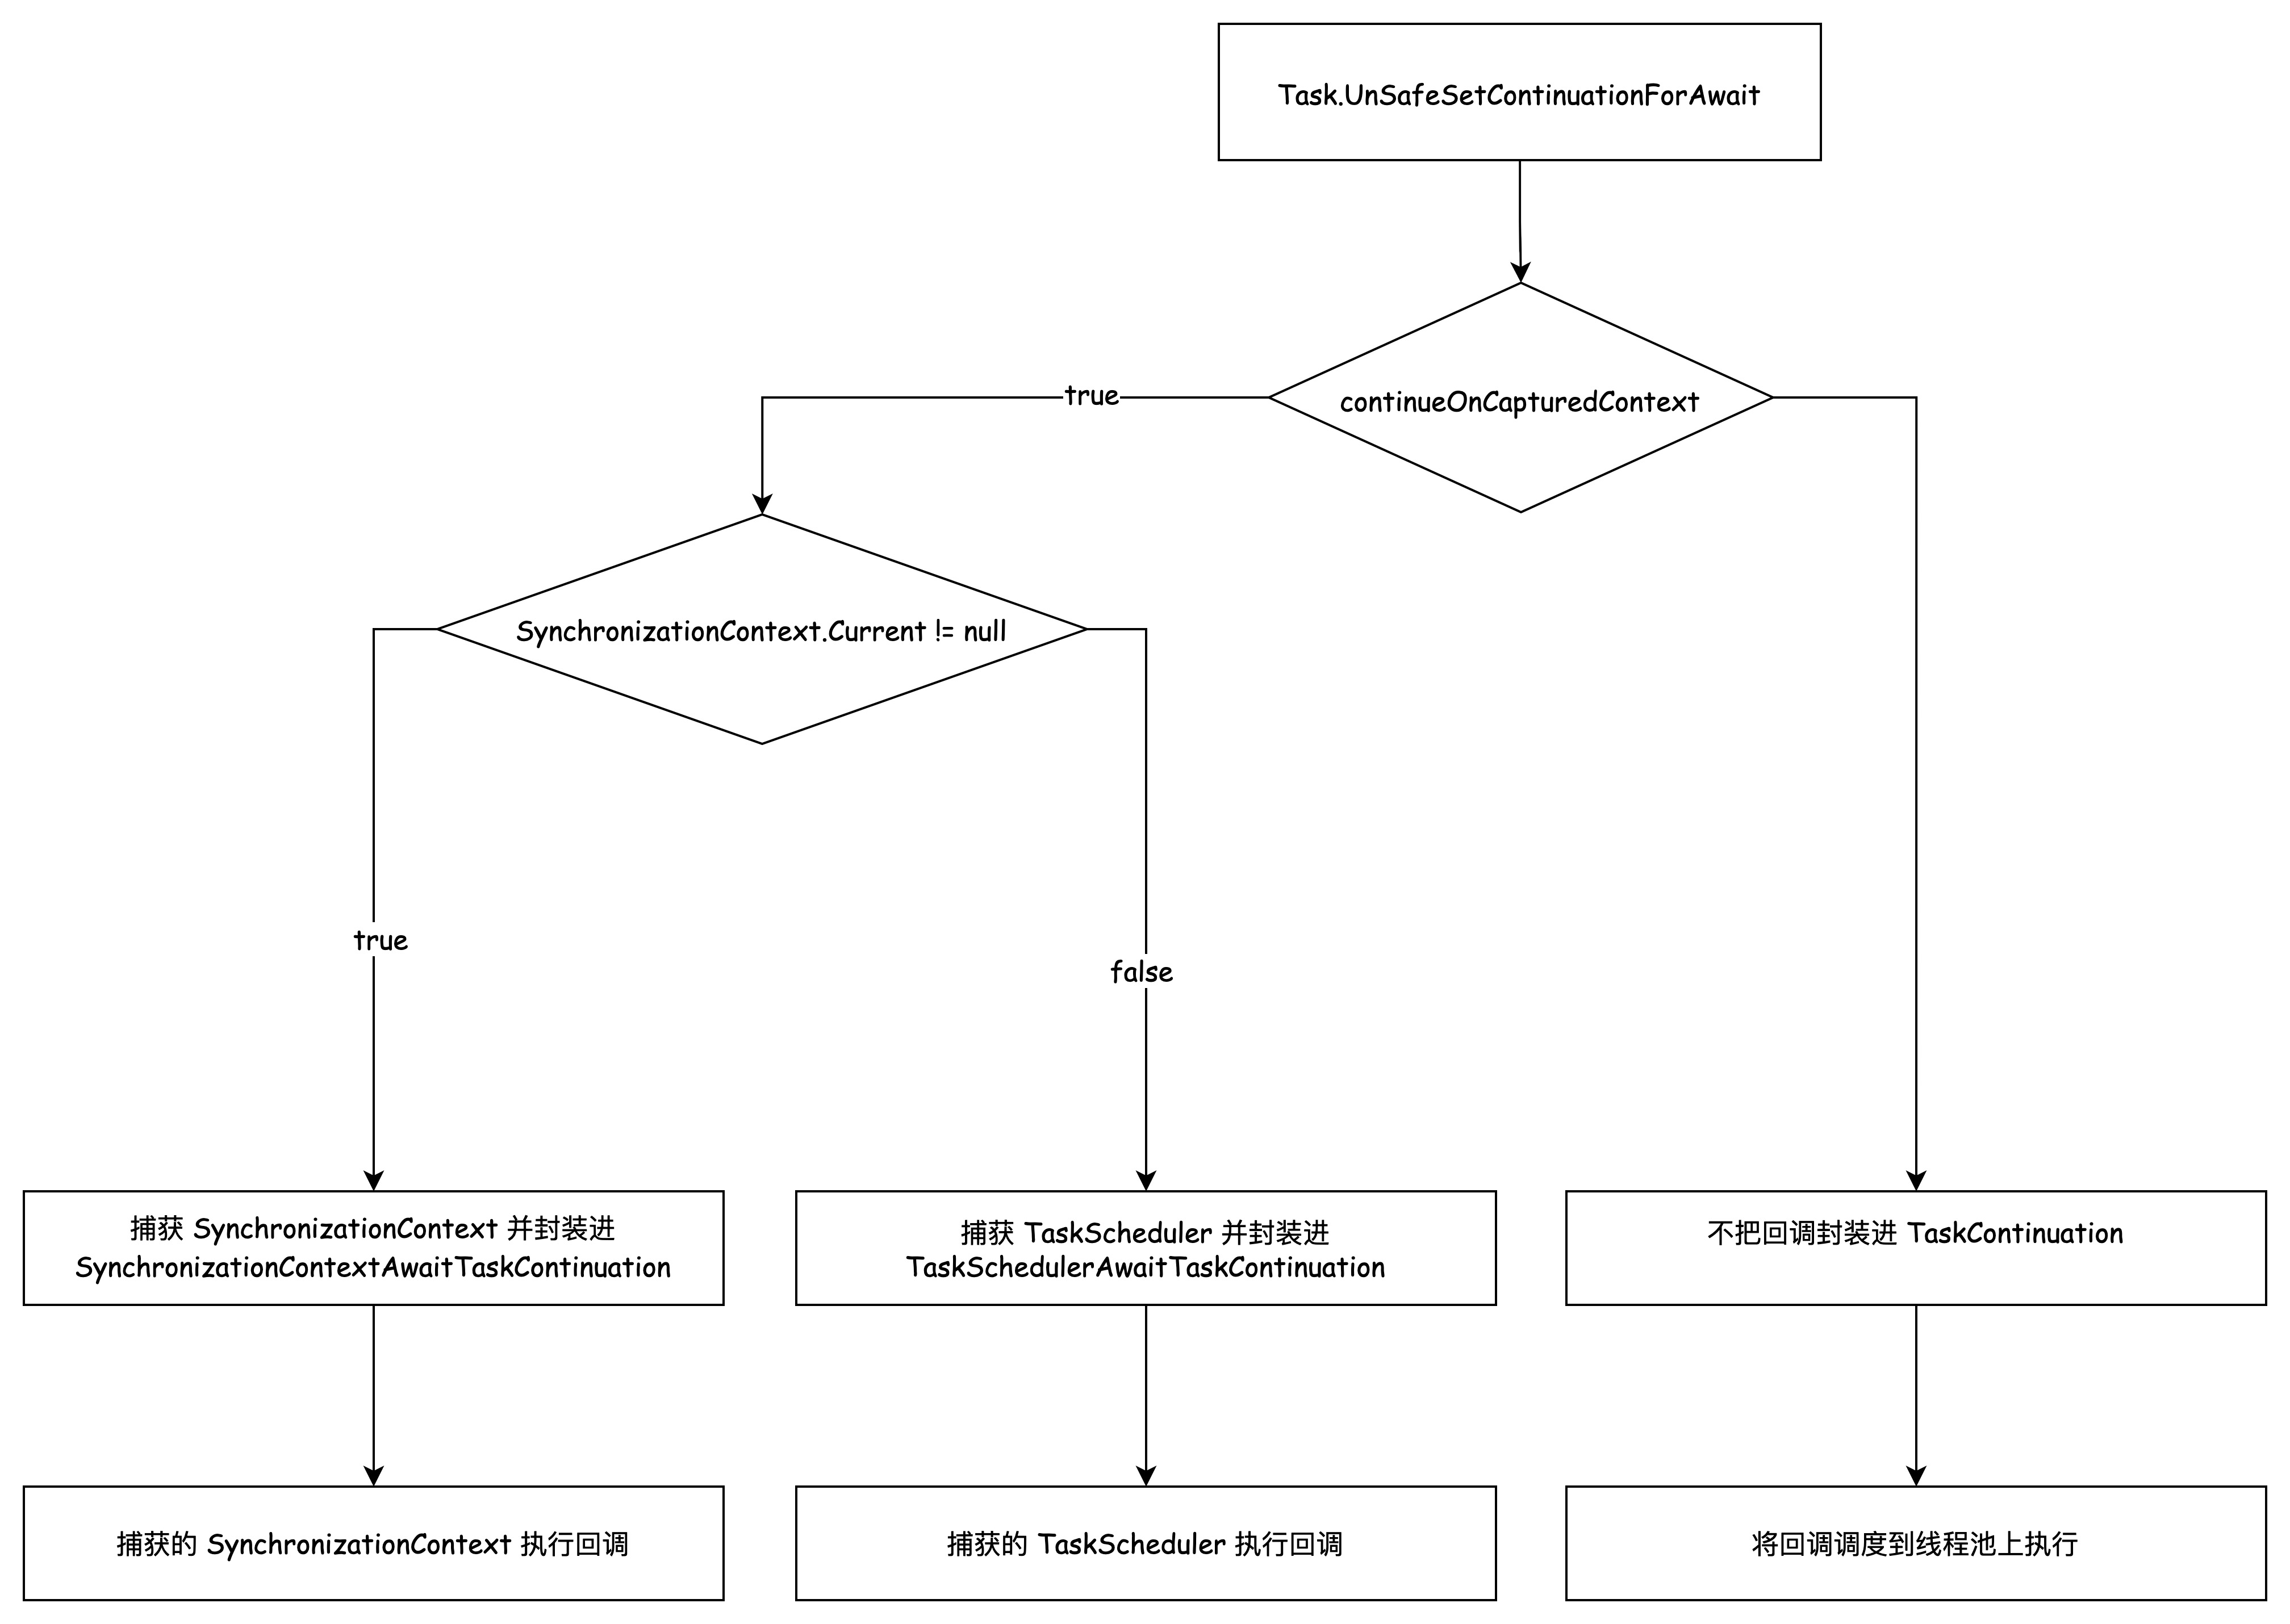 Task.UnSafeSetContinuationForAwait
continueOnCapturedContext
true
SynchronizationContext.Current != null
true
false
捕获 SynchronizationContext 并封装进
SynchronizationContextAwaitTaskContinuation
捕获 TaskScheduler 并封装进
TaskSchedulerAwaitTaskContinuation
不把回调封装进 TaskContinuation
捕获的 SynchronizationContext 执行回调
捕获的 TaskScheduler 执行回调
将回调调度到线程池上执行